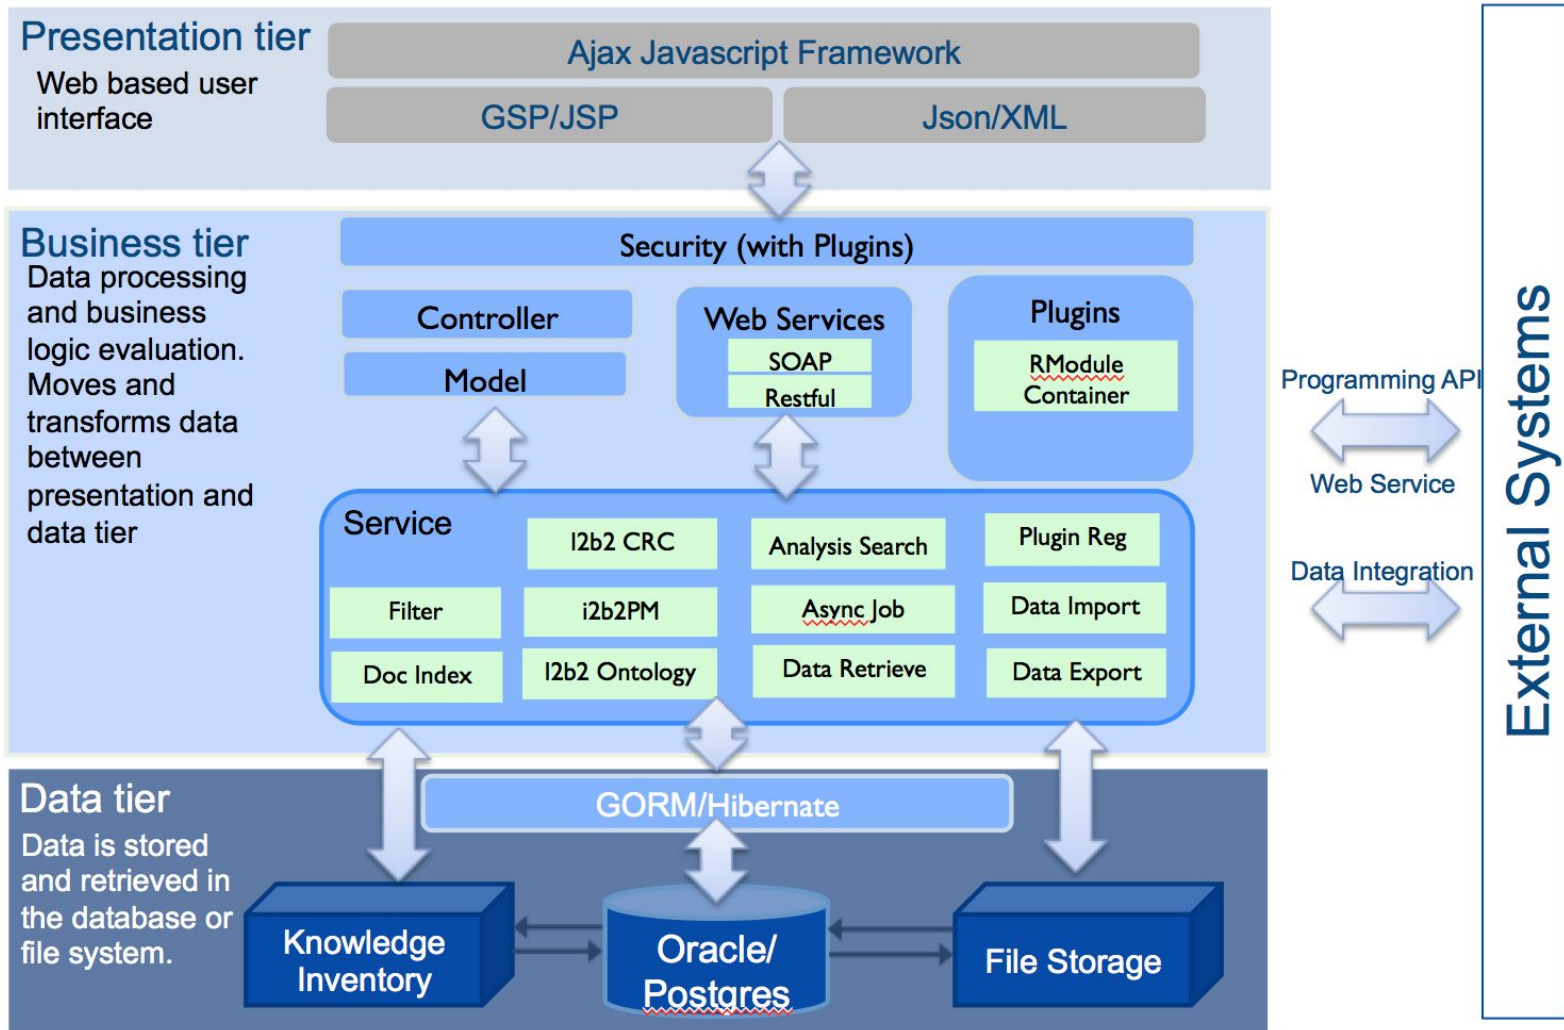 Presentation tier
Web based user
interface
Ajax Javascript Framework
GSP/JSP
Json/XML
Business tier
Data processing
and business
logic evaluation.
Moves and
transforms data
between
presentation and
data tier
Security (with Plugins)
Controller
Model
Web Services
SOAP
Restful
Plugins
RModule
Container
Service
I2b2 CRC
Analysis Search
Plugin Reg
Filter
i2b2PM
Async Job
Data Import
Doc Index
I2b2 Ontology
Data Retrieve
Data Export
Programming API
Web Service
Data Integration
External Systems
Data tier
Data is stored
and retrieved in
the database or
file system.
GORM/Hibernate
Knowledge
Inventory
Oracle/
Postgres
File Storage